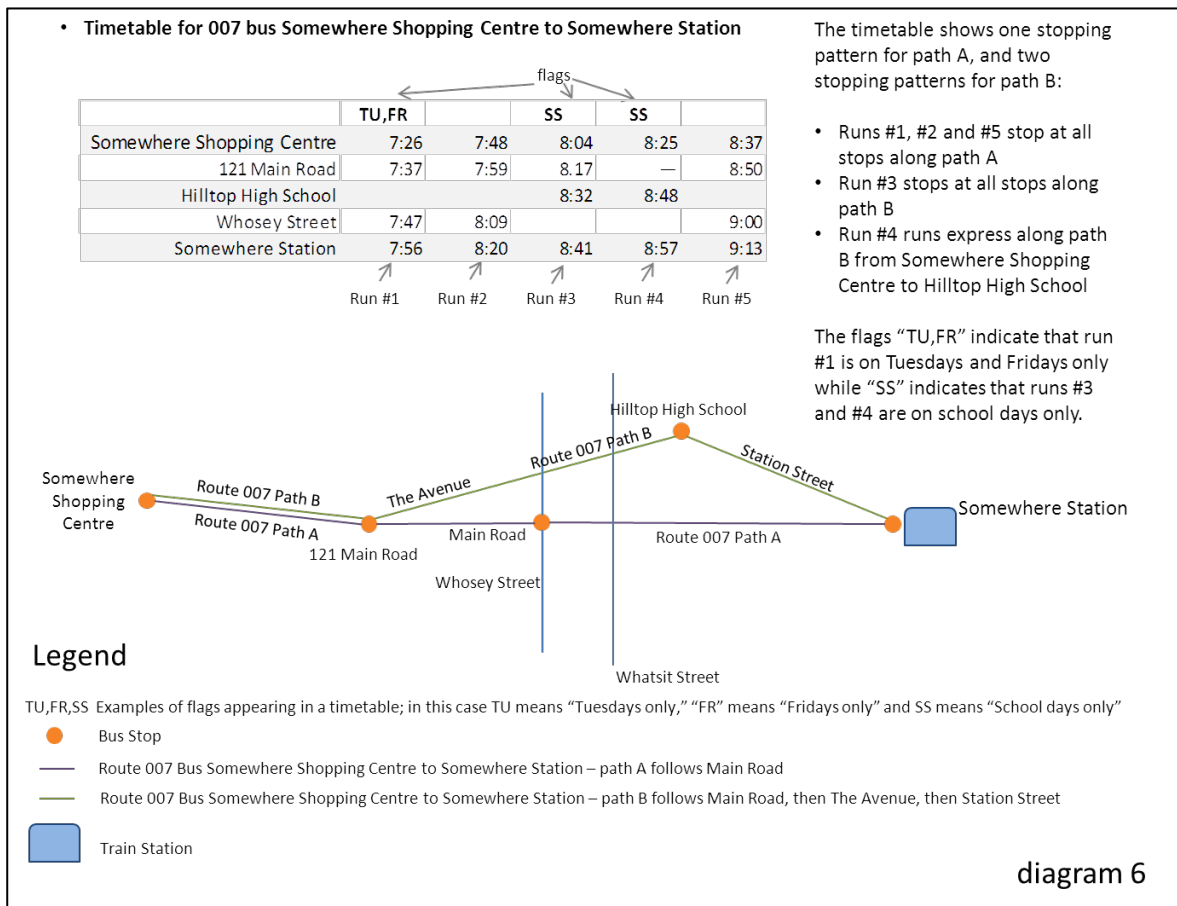 • Timetable for 007 bus Somewhere Shopping Centre to Somewhere Station
flags
TU,FR SS SS
Somewhere Shopping Centre 7:26 7:48 8:04 8:25 8:37
121 Main Road 7:37 7:59 8.17 — 8:50
Hilltop High School 8:32 8:48
Whosey Street 7:47 8:09 9:00
Somewhere Station 7:56 8:20 8:41 8:57 9:13
Run #1 Run #2 Run #3 Run #4 Run #5
The timetable shows one stopping
pattern for path A, and two
stopping patterns for path B:
• Runs #1, #2 and #5 stop at all
stops along path A
• Run #3 stops at all stops along
path B
• Run #4 runs express along path
B from Somewhere Shopping
Centre to Hilltop High School
The flags “TU,FR” indicate that run
#1 is on Tuesdays and Fridays only
while “SS” indicates that runs #3
and #4 are on school days only.
Hilltop High School
Route 007 Path B
The Avenue
Station Street
Somewhere
Shopping
Centre
Route 007 Path B
Route 007 Path A
121 Main Road
Main Road
Route 007 Path A
Somewhere Station
Whosey Street
Whatsit Street
Legend
TU,FR,SS Examples of flags appearing in a timetable; in this case TU means “Tuesdays only,” “FR” means “Fridays only” and SS means “School days only”
Bus Stop
Route 007 Bus Somewhere Shopping Centre to Somewhere Station – path A follows Main Road
Route 007 Bus Somewhere Shopping Centre to Somewhere Station – path B follows Main Road, then The Avenue, then Station Street
Train Station
diagram 6